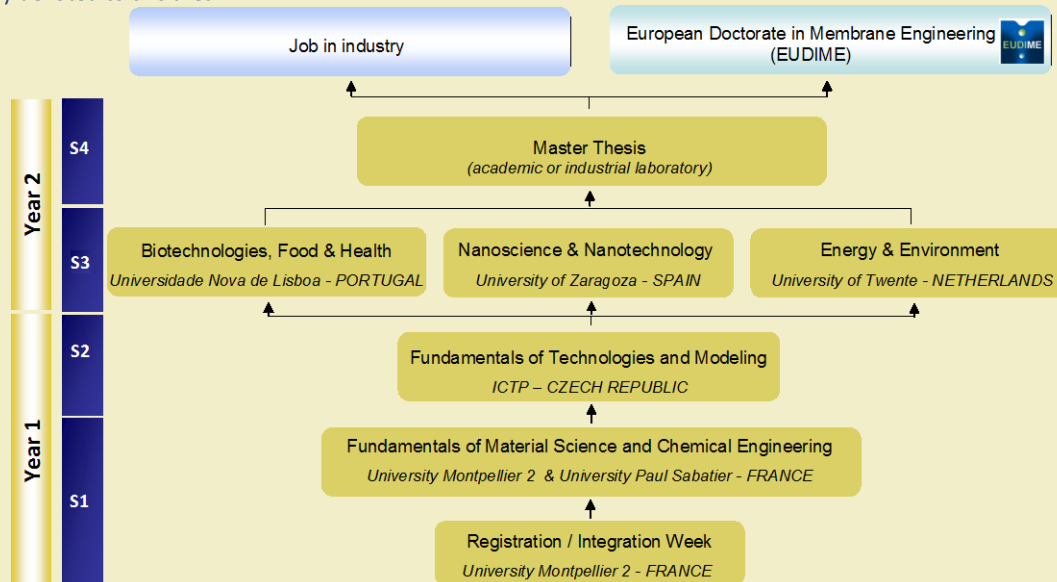 Job in industry
European Doctorate in Membrane Engineering
(EUDIME)
EUDIME
Year 2
S4
Master Thesis
(academic or industrial laboratory)
S3
Biotechnologies, Food & Health
Universidade Nova de Lisboa - PORTUGAL
Nanoscience & Nanotechnology
University of Zaragoza - SPAIN
Energy & Environment
University of Twente - NETHERLANDS
Year 1
S2
Fundamentals of Technologies and Modeling
ICTP – CZECH REPUBLIC
S1
Fundamentals of Material Science and Chemical Engineering
University Montpellier 2 & University Paul Sabatier - FRANCE
Registration / Integration Week
University Montpellier 2 - FRANCE